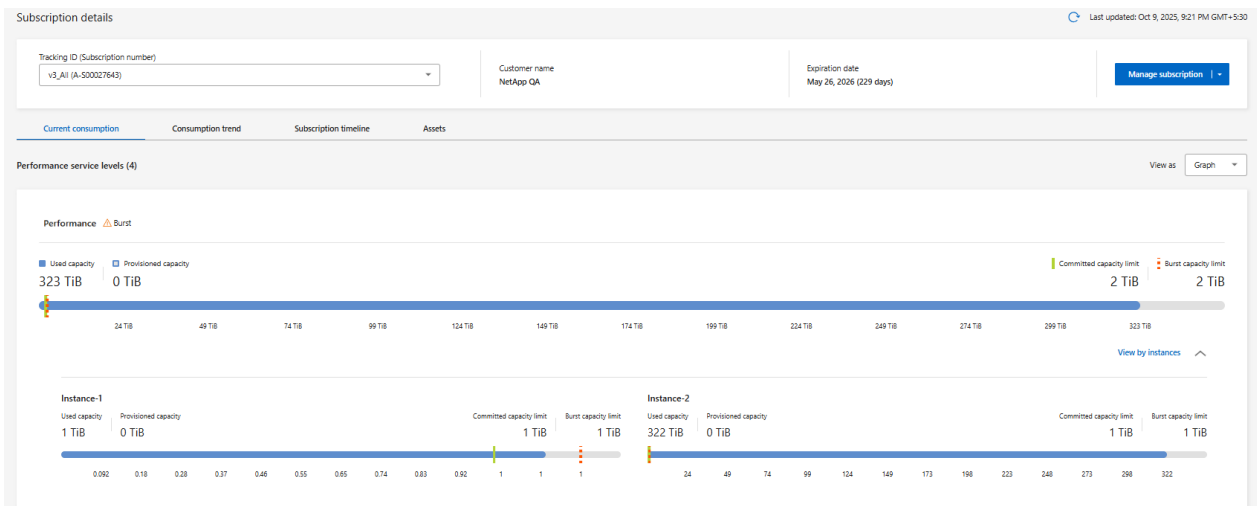 Subscription details
Last updated: Oct 9, 2025, 9:21 PM GMT+5:30
Tracking ID (Subscription number)
v3_All (A-S00027643)
Customer name
NetApp QA
Expiration date
May 26, 2026 (229 days)
Manage subscription
Current consumption Consumption trend Subscription timeline Assets
Performance service levels (4)
View as Graph
Performance Burst
Used capacity Provisioned capacity Committed capacity limit Burst capacity limit
323 TiB 0 TiB 2 TiB 2 TiB
24 TiB 49 TiB 74 TiB 99 TiB 124 TiB 149 TiB 174 TiB 199 TiB 224 TiB 249 TiB 274 TiB 299 TiB 323 TiB
View by instances
Instance-1
Used capacity Provisioned capacity Committed capacity limit Burst capacity limit
1 TiB 0 TiB 1 TiB 1 TiB
0.092 0.18 0.28 0.37 0.46 0.55 0.65 0.74 0.83 0.92 1 1 1
Instance-2
Used capacity Provisioned capacity Committed capacity limit Burst capacity limit
322 TiB 0 TiB 1 TiB 1 TiB
24 49 74 99 124 149 173 198 223 248 273 298 322